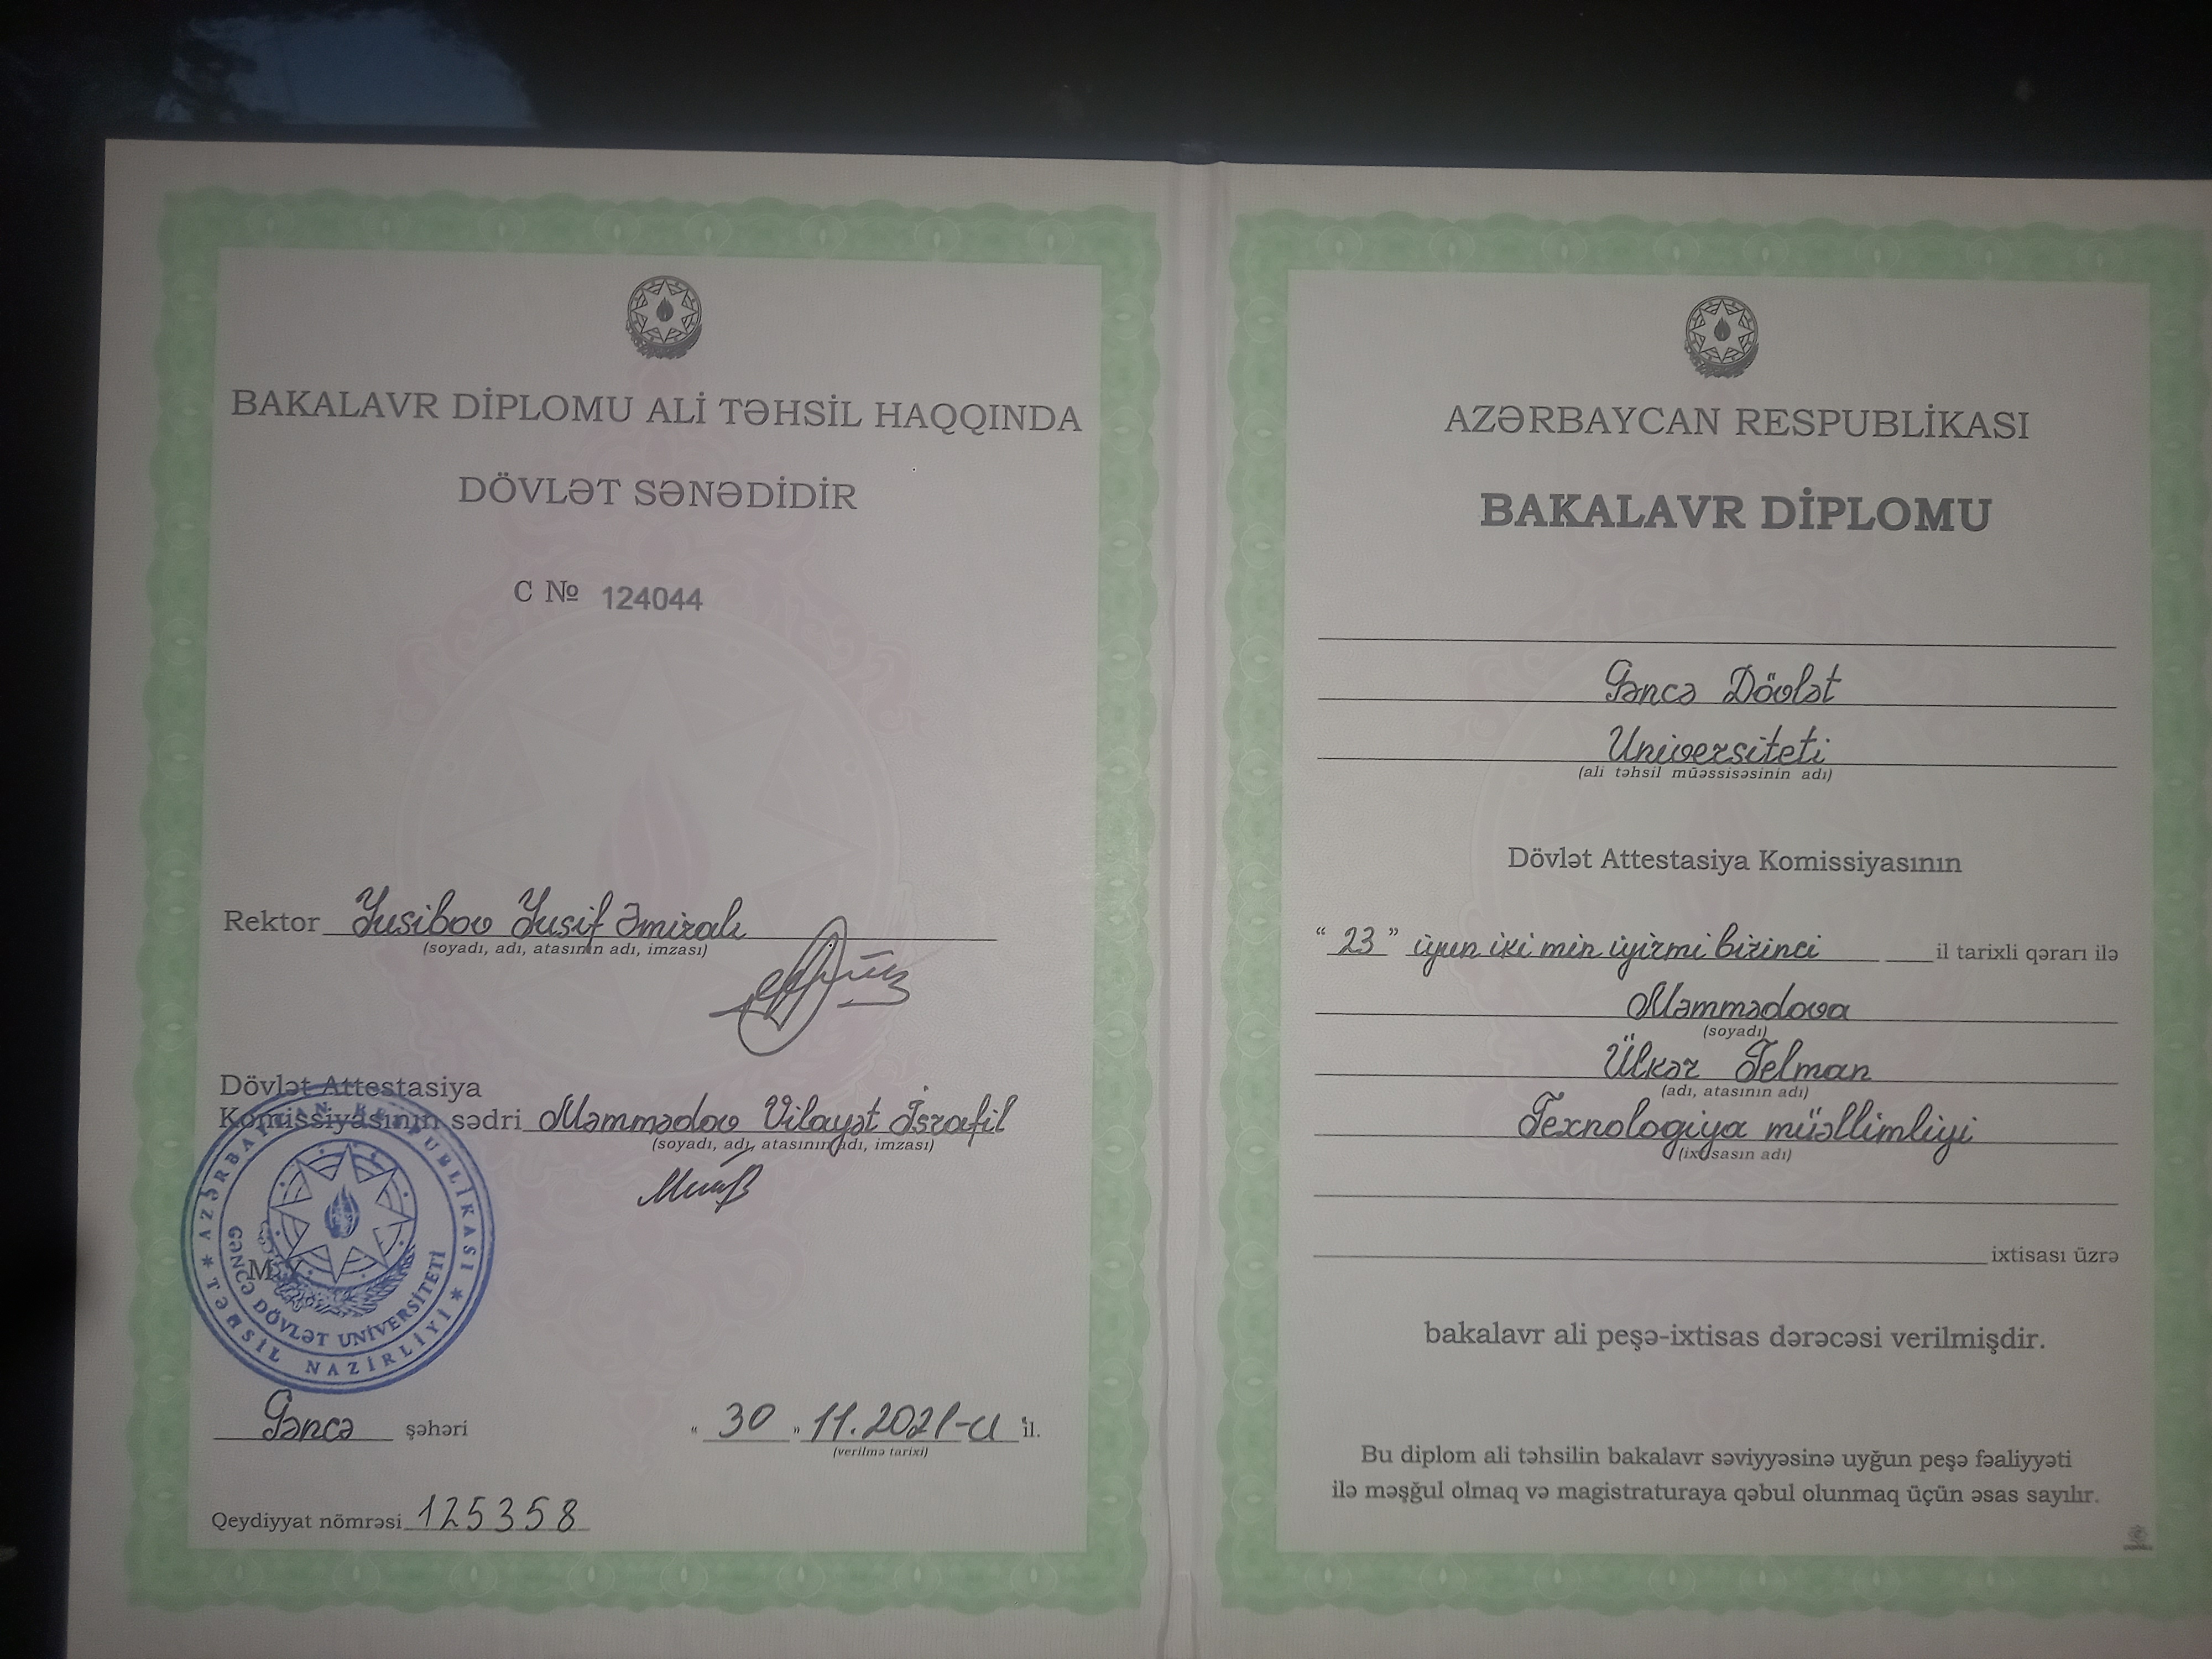 BAKALAVR DİPLOMU ALİ TƏHSİL HAQQINDA
DÖVLƏT SƏNƏDİDİR
C № 124044
Rektor Yusibov Yusif Əmiralı
(soyadı, adı, atasının adı, imzası)
Dövlət Attestasiya
Komissiyasının sədri Məmmədov Vilayət İsrafil
(soyadı, adı, atasının adı, imzası)
AZƏRBAYCAN RESPUBLİKASI
TƏHSİL NAZİRLİYİ
GƏNCƏ DÖVLƏT UNİVERSİTETİ
Gəncə şəhəri
"30" 11.2021-ci il.
(verilmə tarixi)
Qeydiyyat nömrəsi 125358
AZƏRBAYCAN RESPUBLİKASI
BAKALAVR DİPLOMU
Gəncə Dövlət
Universiteti
(ali təhsil müəssisəsinin adı)
Dövlət Attestasiya Komissiyasının
"23" iyun iki min iyirmi birinci il tarixli qərarı ilə
Məmmədova
(soyadı)
Ülkər Telman
(adı, atasının adı)
Texnologiya müəllimliyi
(ixtisasın adı)
ixtisası üzrə
bakalavr ali peşə-ixtisas dərəcəsi verilmişdir.
Bu diplom ali təhsilin bakalavr səviyyəsinə uyğun peşə fəaliyyəti
ilə məşğul olmaq və magistraturaya qəbul olunmaq üçün əsas sayılır.